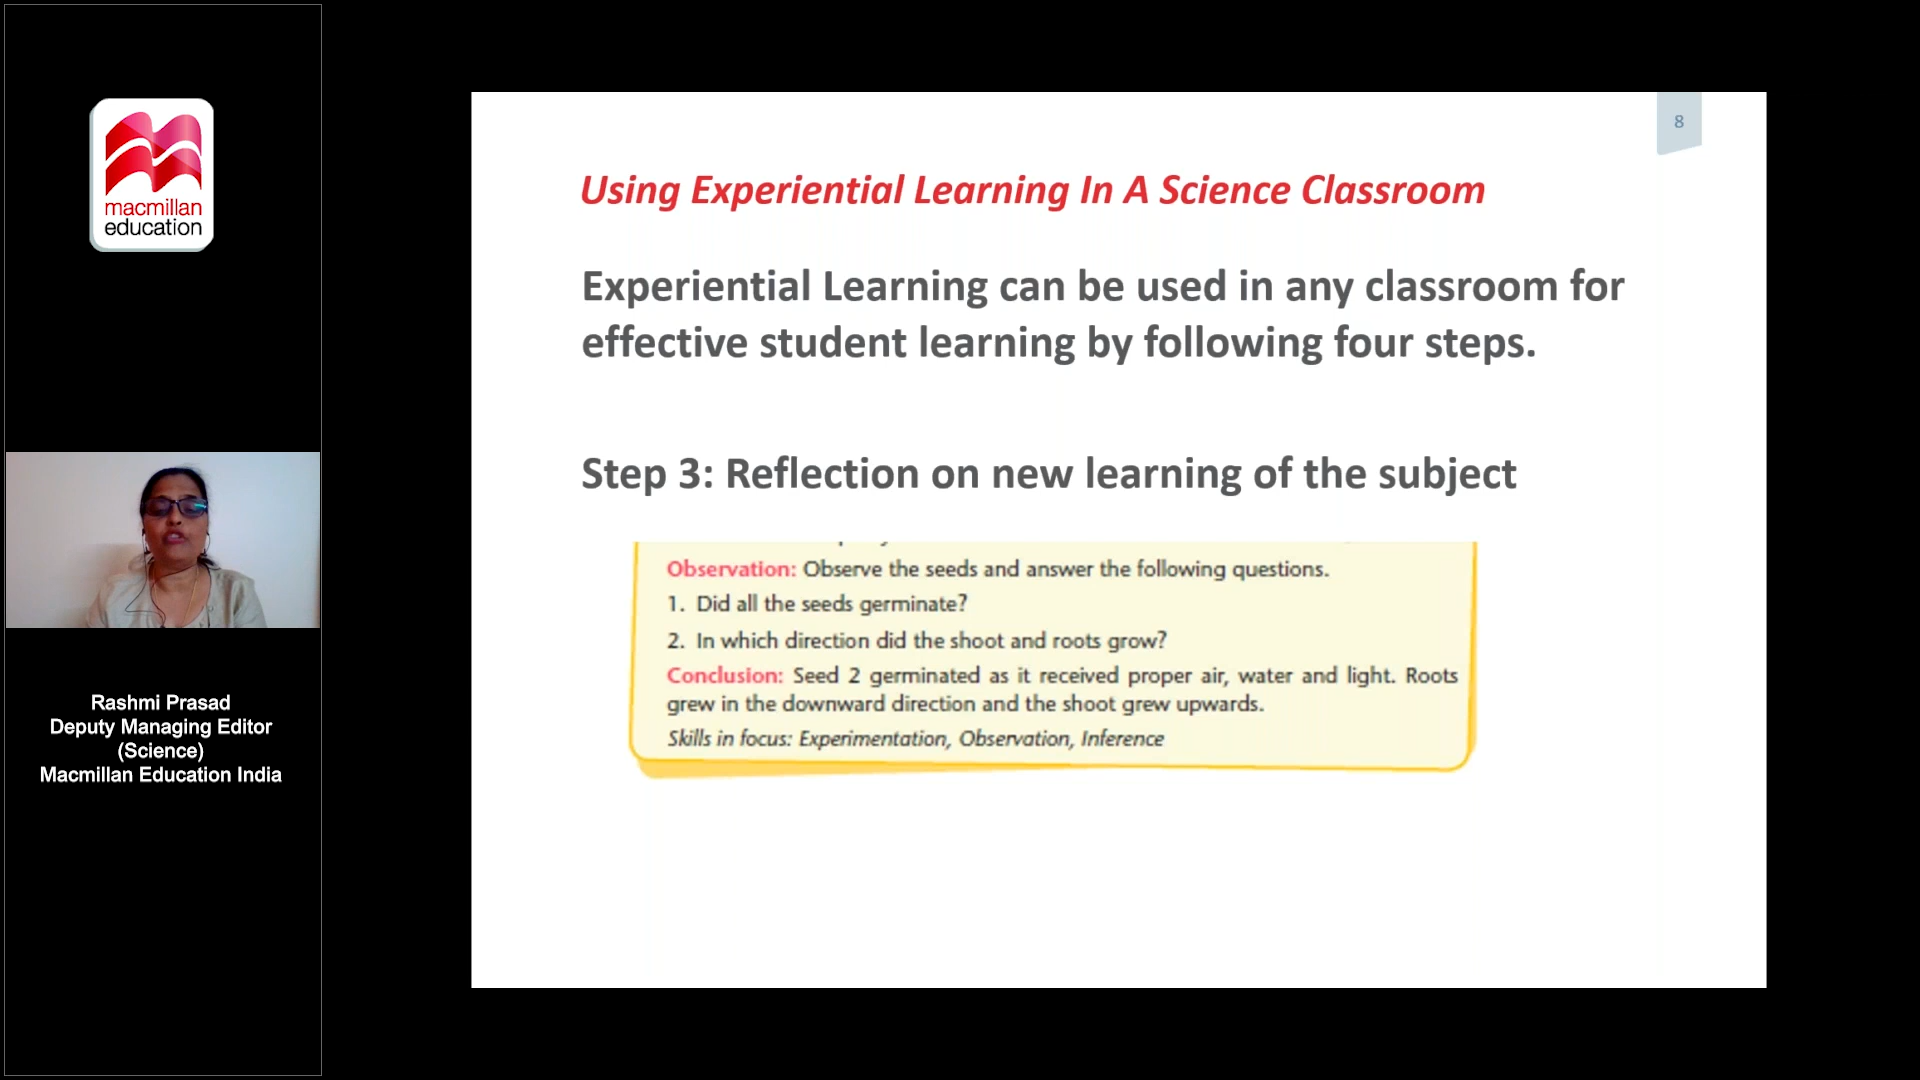 macmillan
education
Rashmi Prasad
Deputy Managing Editor
(Science)
Macmillan Education India
8
Using Experiential Learning In A Science Classroom
Experiential Learning can be used in any classroom for
effective student learning by following four steps.
Step 3: Reflection on new learning of the subject
Observation: Observe the seeds and answer the following questions.
1. Did all the seeds germinate?
2. In which direction did the shoot and roots grow?
Conclusion: Seed 2 germinated as it received proper air, water and light. Roots
grew in the downward direction and the shoot grew upwards.
Skills in focus: Experimentation, Observation, Inference